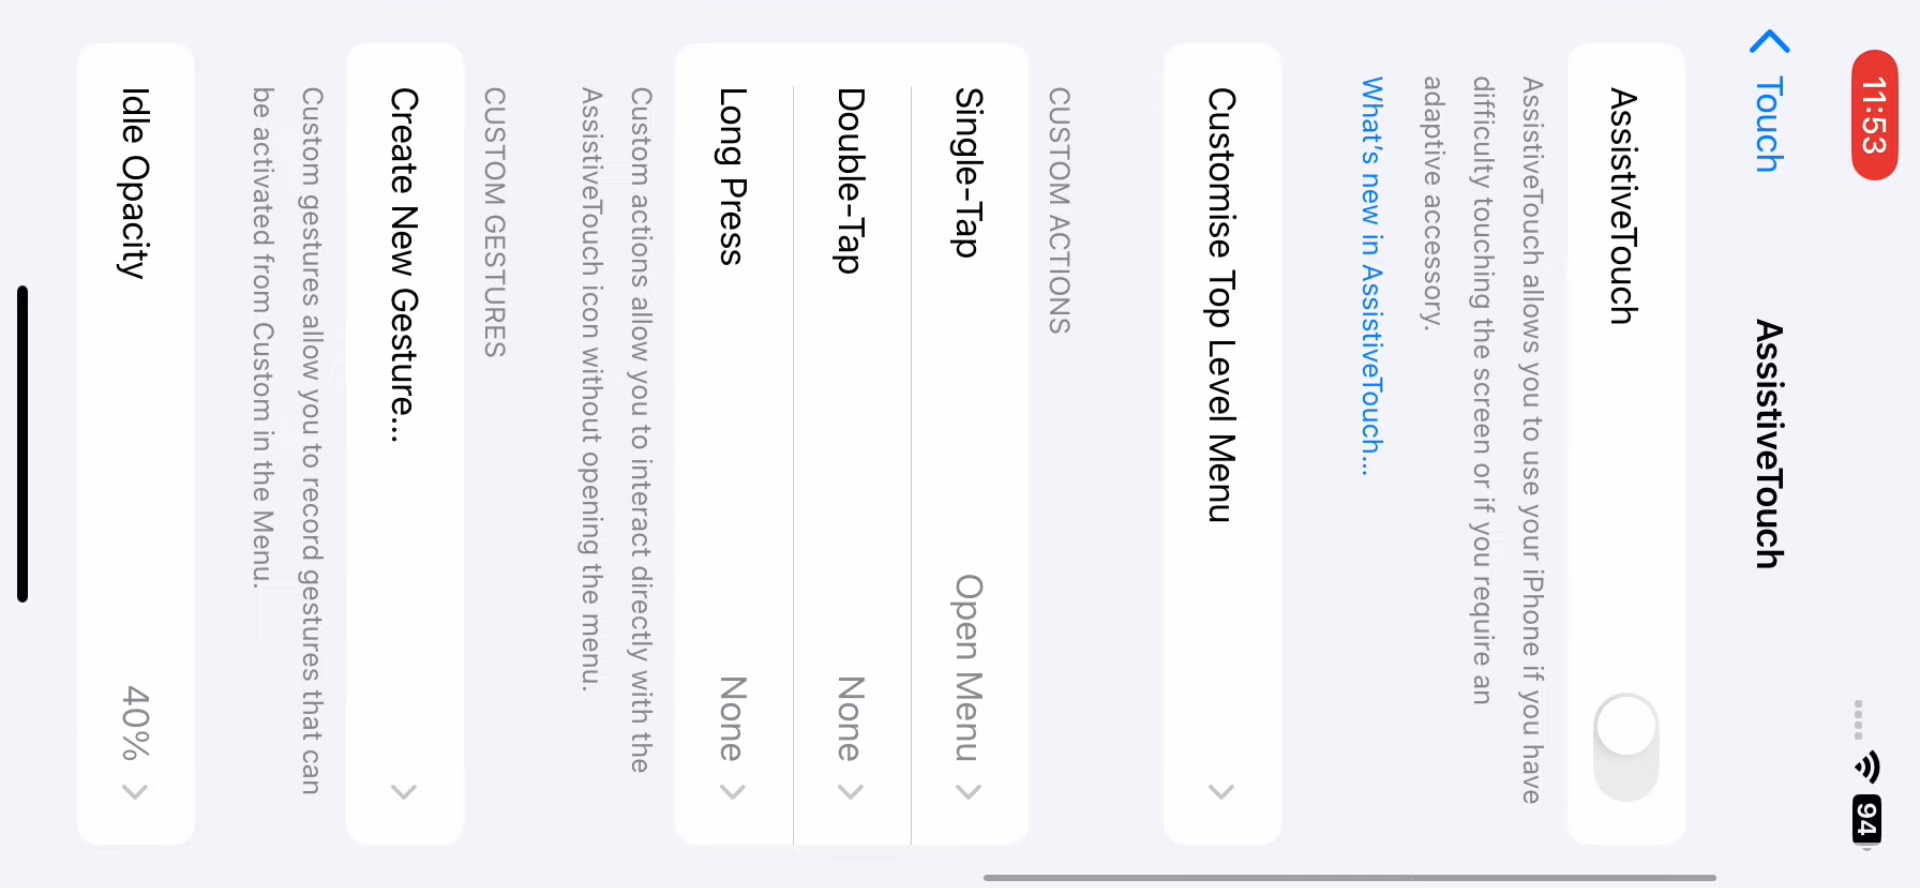 11:53
94
Touch
AssistiveTouch
AssistiveTouch
AssistiveTouch allows you to use your iPhone if you have
difficulty touching the screen or if you require an
adaptive accessory.
What's new in AssistiveTouch...
Customise Top Level Menu
CUSTOM ACTIONS
Single-Tap Open Menu
Double-Tap None
Long Press None
Custom actions allow you to interact directly with the
AssistiveTouch icon without opening the menu.
CUSTOM GESTURES
Create New Gesture...
Custom gestures allow you to record gestures that can
be activated from Custom in the Menu.
Idle Opacity 40%